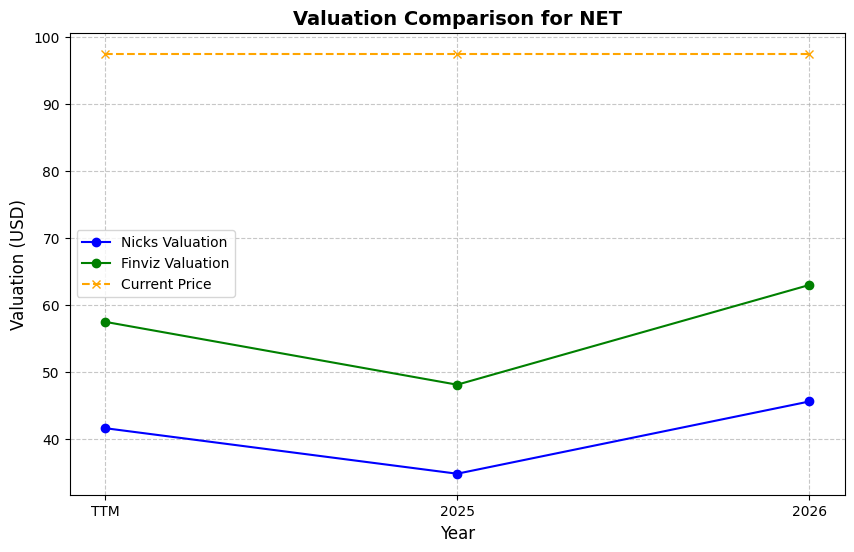 Valuation Comparison for NET
Valuation (USD)
100
90
80
70
60
50
40
Nicks Valuation
Finviz Valuation
Current Price
TTM
2025
2026
Year